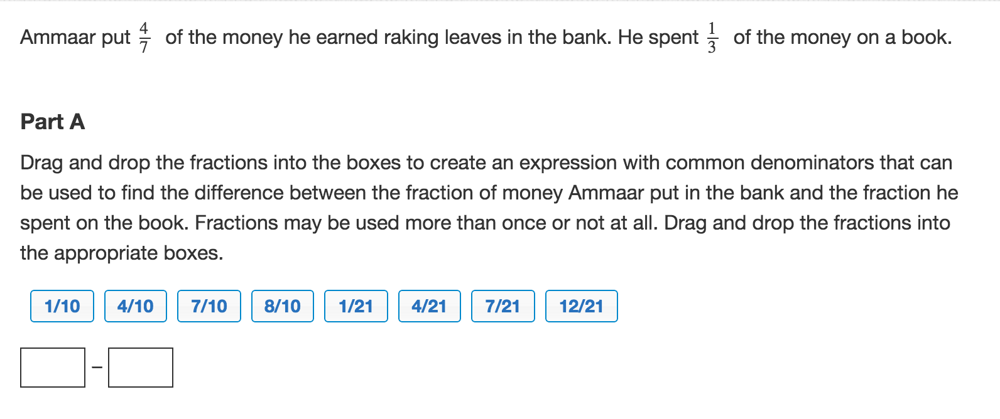 Ammaar put 4/7 of the money he earned raking leaves in the bank. He spent 1/3 of the money on a book.
Part A
Drag and drop the fractions into the boxes to create an expression with common denominators that can
be used to find the difference between the fraction of money Ammaar put in the bank and the fraction he
spent on the book. Fractions may be used more than once or not at all. Drag and drop the fractions into
the appropriate boxes.
1/10 4/10 7/10 8/10 1/21 4/21 7/21 12/21
–